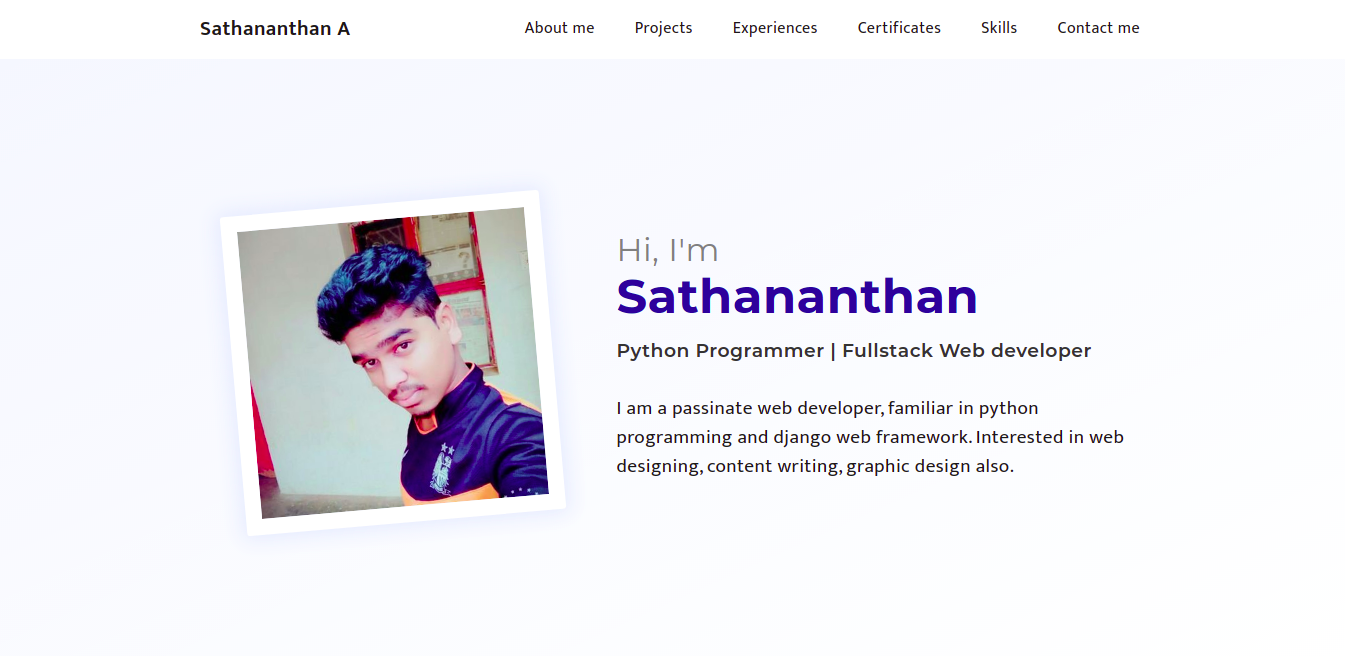 Sathananthan A
About me Projects Experiences Certificates Skills Contact me
Hi, I'm
Sathananthan
Python Programmer | Fullstack Web developer
I am a passinate web developer, familiar in python
programming and django web framework. Interested in web
designing, content writing, graphic design also.